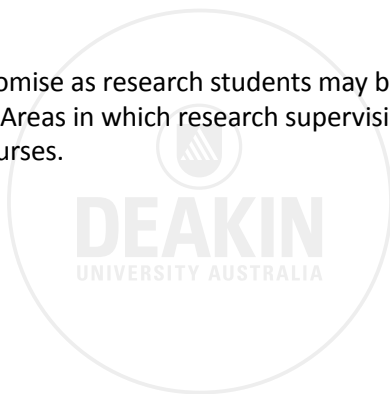 omise as research students may b
Areas in which research supervisi
urses.
DEAKIN
UNIVERSITY AUSTRALIA